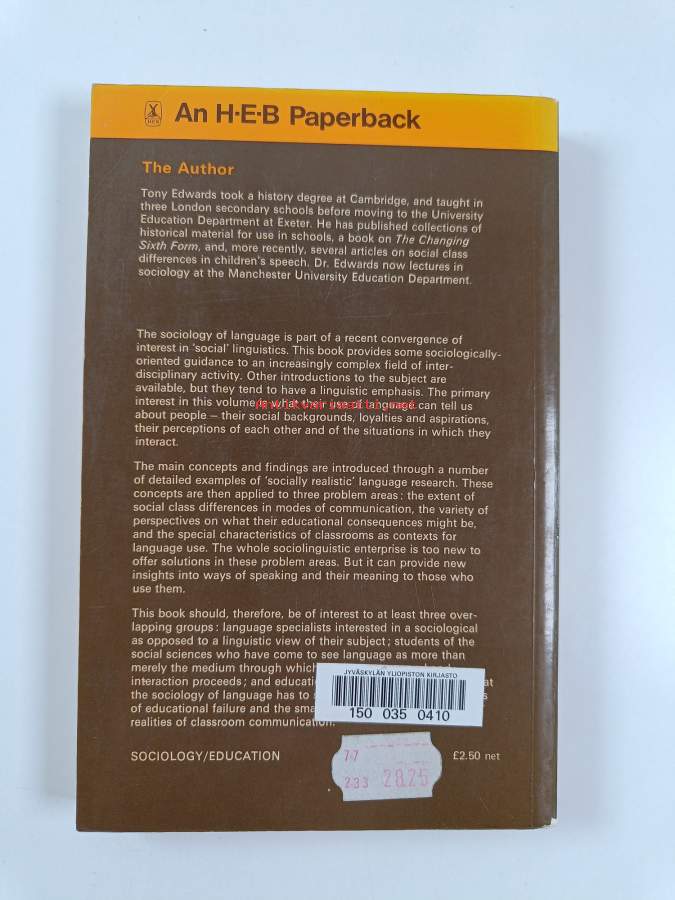 HEB
An H·E·B Paperback
The Author
Tony Edwards took a history degree at Cambridge, and taught in
three London secondary schools before moving to the University
Education Department at Exeter. He has published collections of
historical material for use in schools, a book on The Changing
Sixth Form, and, more recently, several articles on social class
differences in children's speech. Dr. Edwards now lectures in
sociology at the Manchester University Education Department.
The sociology of language is part of a recent convergence of
interest in 'social' linguistics. This book provides some sociologically-
oriented guidance to an increasingly complex field of inter-
disciplinary activity. Other introductions to the subject are
available, but they tend to have a linguistic emphasis. The primary
interest in this volume is what their use of language can tell us
about people – their social backgrounds, loyalties and aspirations,
their perceptions of each other and of the situations in which they
interact.
The main concepts and findings are introduced through a number
of detailed examples of 'socially realistic' language research. These
concepts are then applied to three problem areas : the extent of
social class differences in modes of communication, the variety of
perspectives on what their educational consequences might be,
and the special characteristics of classrooms as contexts for
language use. The whole sociolinguistic enterprise is too new to
offer solutions in these problem areas. But it can provide new
insights into ways of speaking and their meaning to those who
use them.
This book should, therefore, be of interest to at least three over-
lapping groups : language specialists interested in a sociological
as opposed to a linguistic view of their subject ; students of the
social sciences who have come to see language as more than
merely the medium through which
interaction proceeds ; and
the sociology of language has to
of educational failure and the
realities of classroom communication.
JYVÄSKYLÄN YLIOPISTON KIRJASTO
150 035 0410
SOCIOLOGY/EDUCATION
£2.50 net
7.7
233 28.25